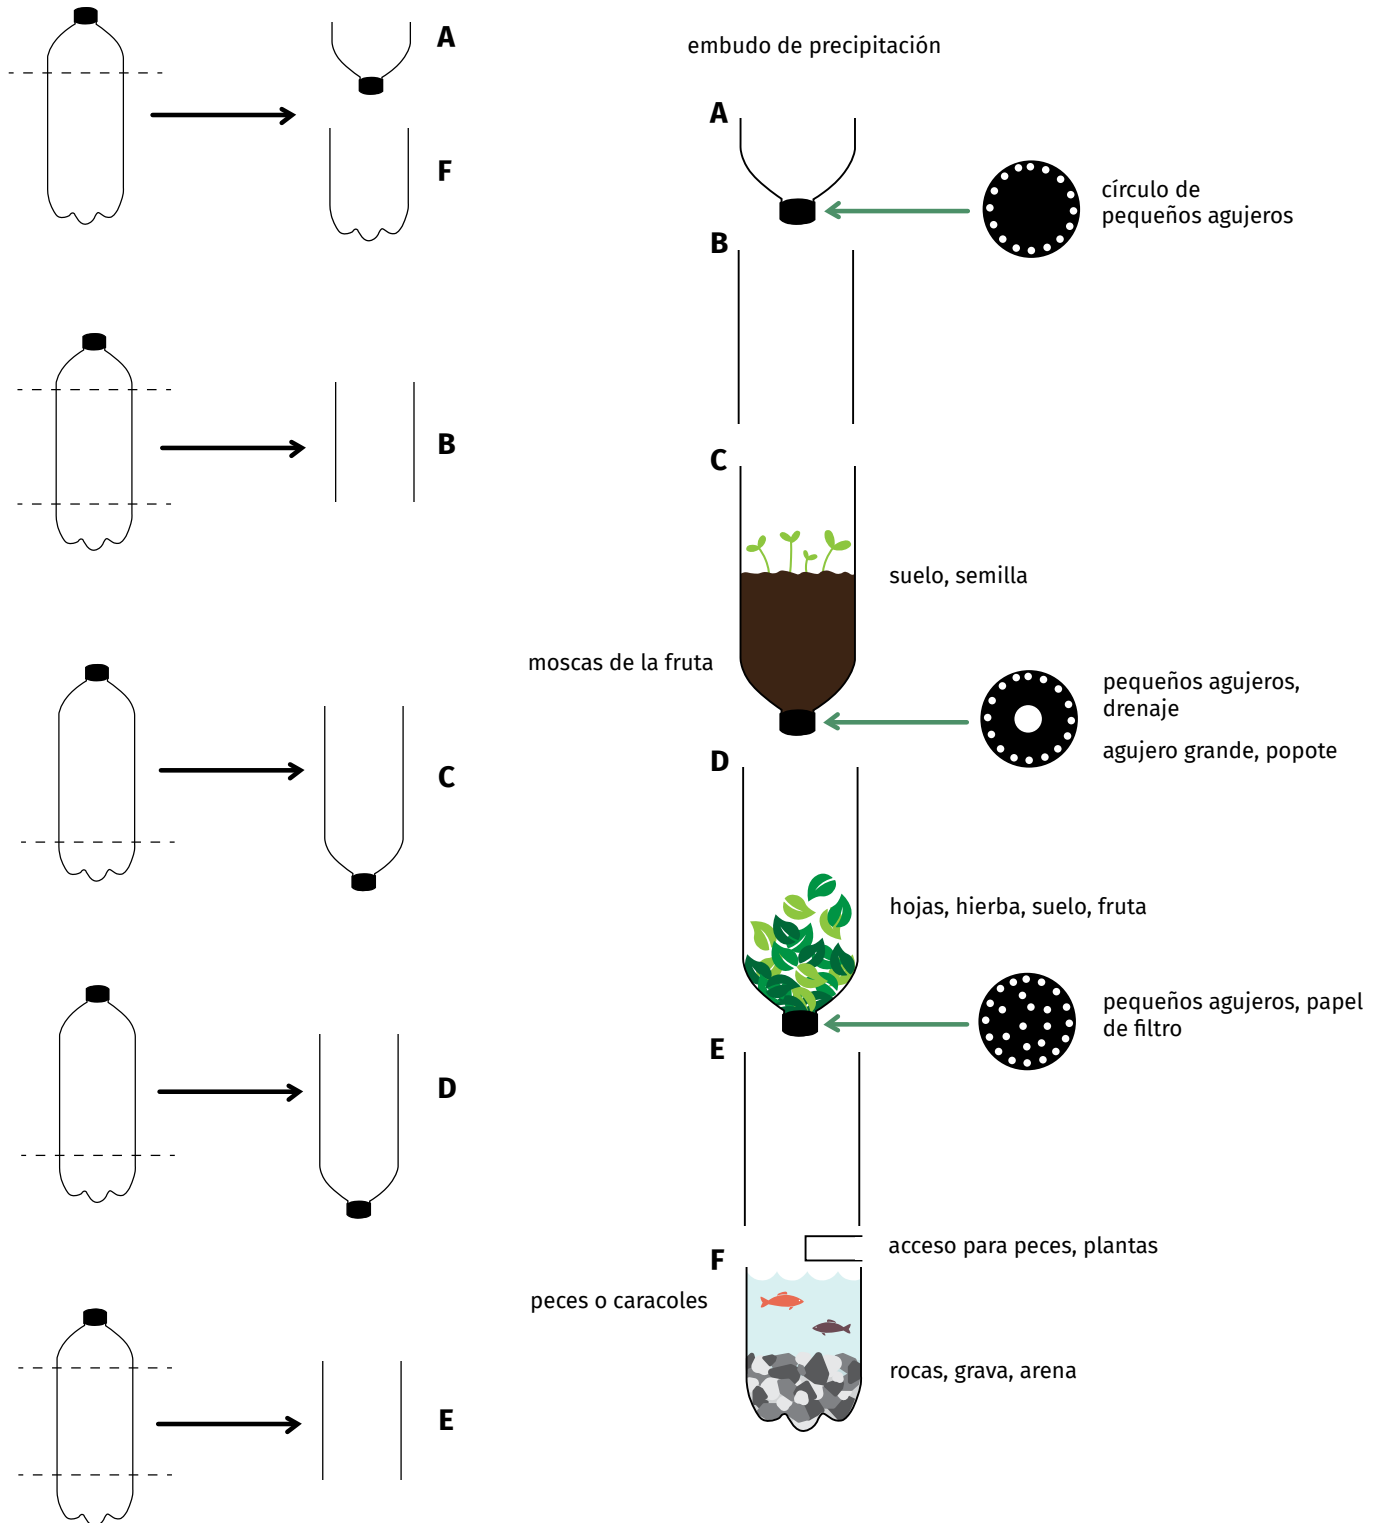 A
F
B
C
D
E
embudo de precipitación
A
círculo de
pequeños agujeros
B
C
suelo, semilla
moscas de la fruta
pequeños agujeros,
drenaje
agujero grande, popote
D
hojas, hierba, suelo, fruta
pequeños agujeros, papel
de filtro
E
acceso para peces, plantas
F
peces o caracoles
rocas, grava, arena